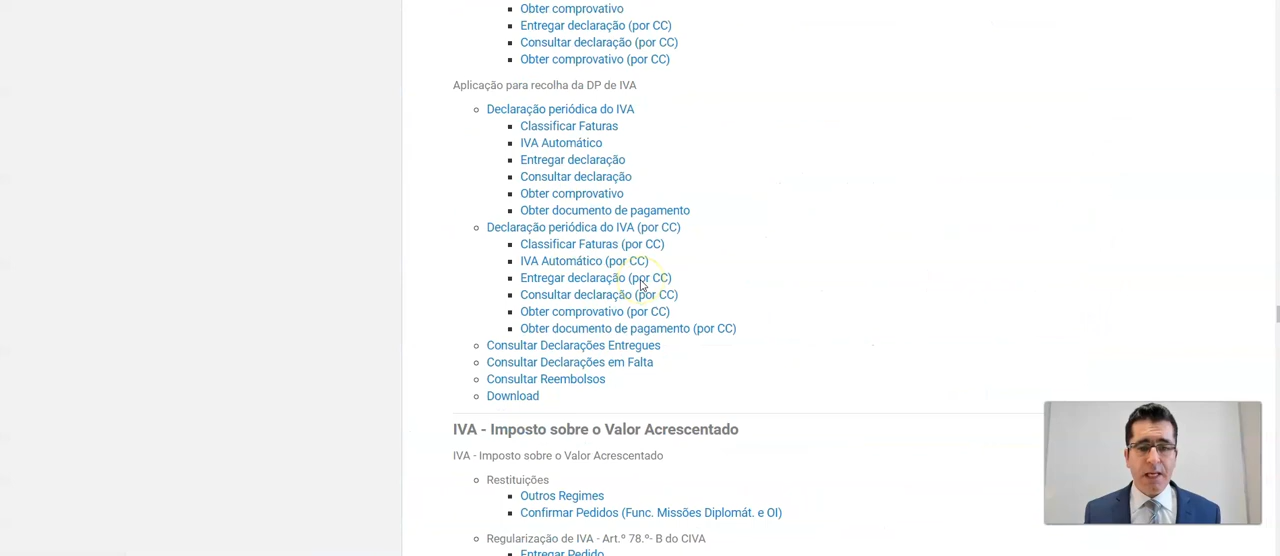 Obter comprovativo
Entregar declaração (por CC)
Consultar declaração (por CC)
Obter comprovativo (por CC)
Aplicação para recolha da DP de IVA
Declaração periódica do IVA
Classificar Faturas
IVA Automático
Entregar declaração
Consultar declaração
Obter comprovativo
Obter documento de pagamento
Declaração periódica do IVA (por CC)
Classificar Faturas (por CC)
IVA Automático (por CC)
Entregar declaração (por CC)
Consultar declaração (por CC)
Obter comprovativo (por CC)
Obter documento de pagamento (por CC)
Consultar Declarações Entregues
Consultar Declarações em Falta
Consultar Reembolsos
Download
IVA - Imposto sobre o Valor Acrescentado
IVA - Imposto sobre o Valor Acrescentado
Restituições
Outros Regimes
Confirmar Pedidos (Func. Missões Diplomát. e OI)
Regularização de IVA - Art.º 78.º- B do CIVA
Entregar Pedido